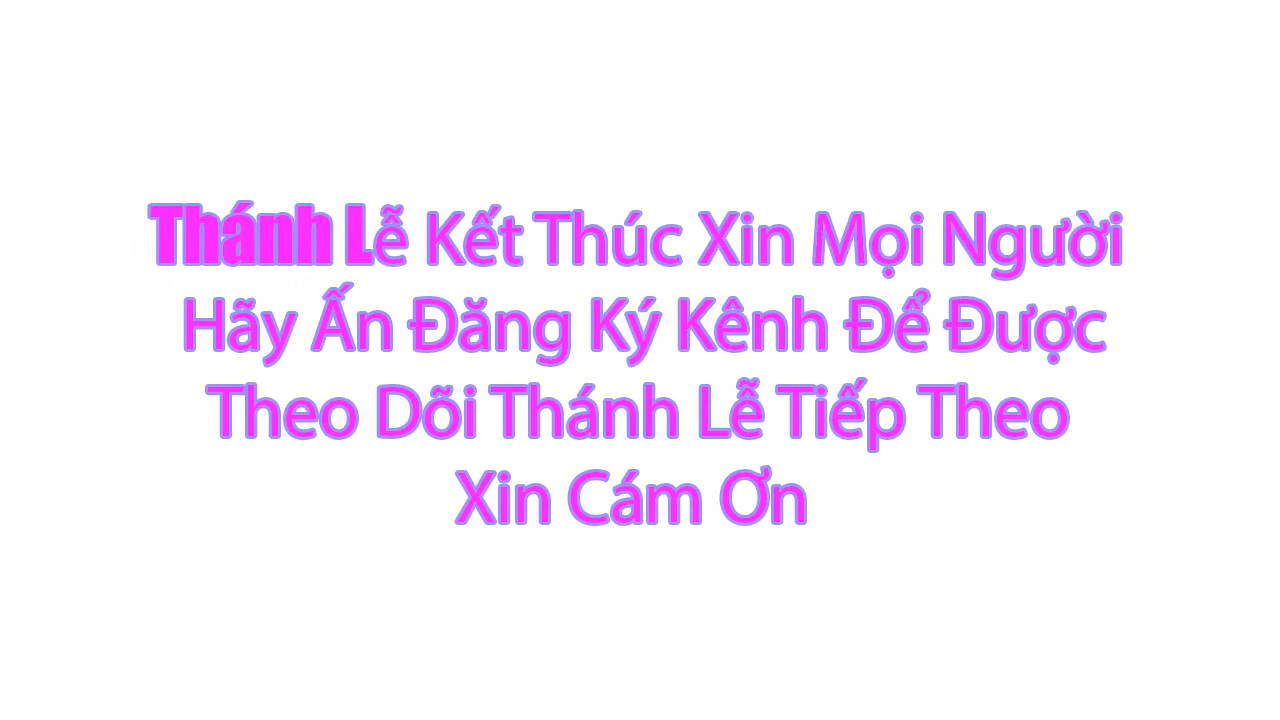 Thánh Lễ Kết Thúc Xin Mọi Người
Hãy Ấn Đăng Ký Kênh Để Được
Theo Dõi Thánh Lễ Tiếp Theo
Xin Cám Ơn